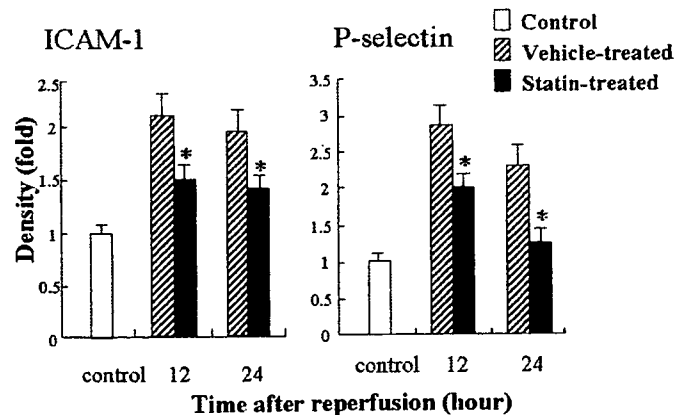 ICAM-1
P-selectin
Control
Vehicle-treated
Statin-treated
Density (fold)
2.5
2
1.5
1
0.5
0
* *
3.5
3
2.5
2
1.5
1
0.5
0
* *
control 12 24
control 12 24
Time after reperfusion (hour)